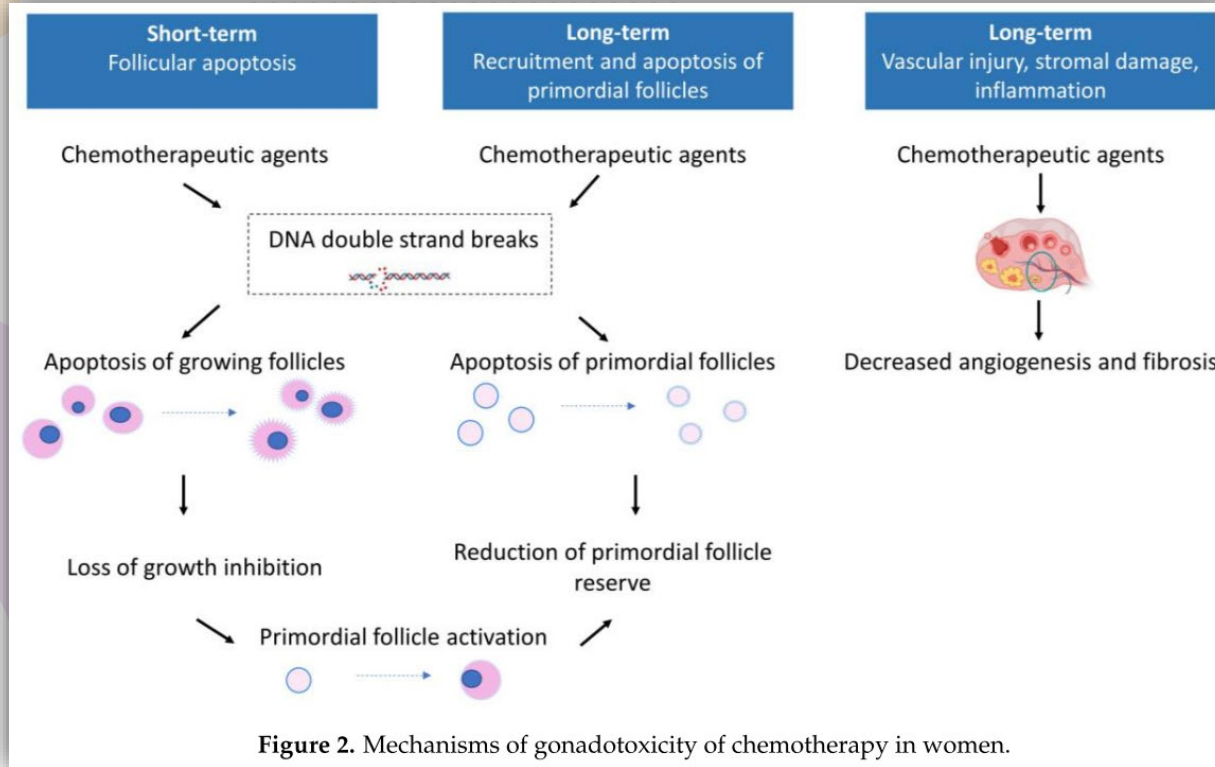 Short-term
Follicular apoptosis
Long-term
Recruitment and apoptosis of
primordial follicles
Long-term
Vascular injury, stromal damage,
inflammation
Chemotherapeutic agents
Chemotherapeutic agents
Chemotherapeutic agents
DNA double strand breaks
Apoptosis of growing follicles
Apoptosis of primordial follicles
Decreased angiogenesis and fibrosis
Loss of growth inhibition
Reduction of primordial follicle
reserve
Primordial follicle activation
Figure 2. Mechanisms of gonadotoxicity of chemotherapy in women.